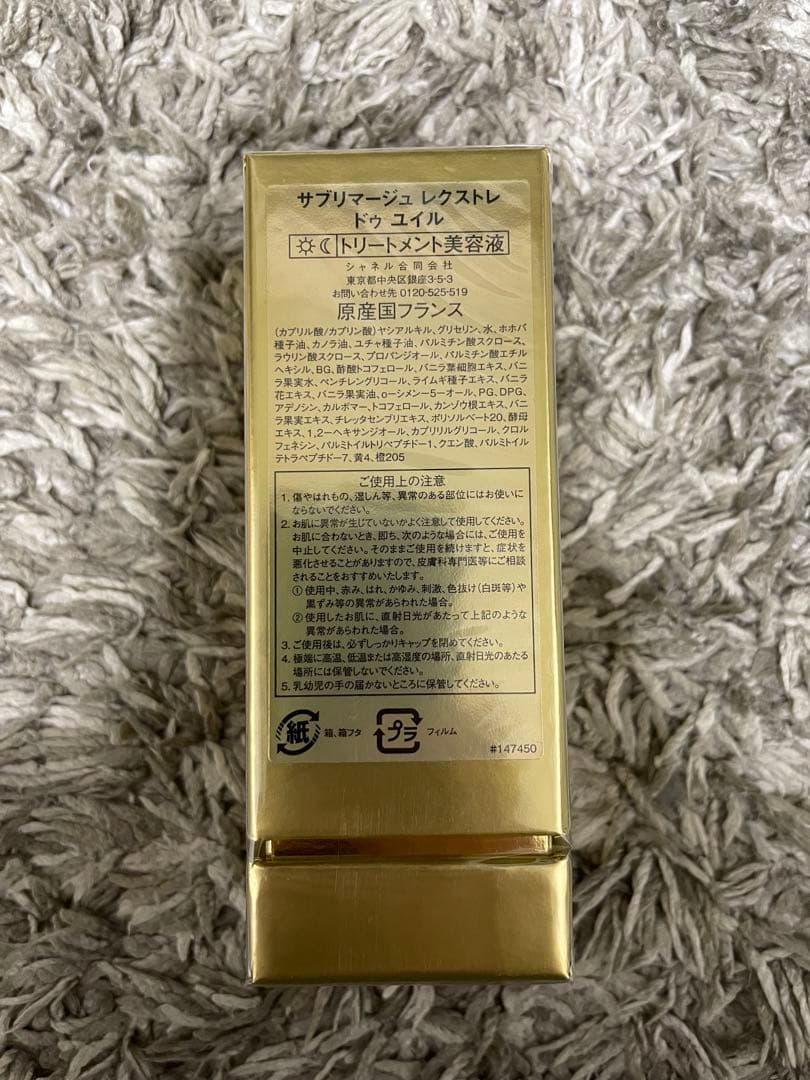 サブリマージュ レクストレ
ドゥ ユイル
トリートメント美容液
シャネル合同会社
東京都中央区銀座3-5-3
お問い合わせ先 0120-525-519
原産国フランス
(カプリル酸/カプリン酸)ヤシアルキル、グリセリン、水、ホホバ
種子油、カノラ油、ユチャ種子油、パルミチン酸スクロース、
ラウリン酸スクロース、プロパンジオール、パルミチン酸エチル
ヘキシル、BG、酢酸トコフェロール、バニラ葉細胞エキス、バニ
ラ果実水、ペンチレングリコール、ライムギ種子エキス、バニラ
花エキス、バニラ果実油、o-シメン-5-オール、PG、DPG、
アデノシン、カルボマー、トコフェロール、カンゾウ根エキス、バニ
ラ果実エキス、チレッタセンブリエキス、ポリソルベート20、酵母
エキス、1,2-ヘキサンジオール、カプリリルグリコール、クロル
フェネシン、パルミトイルトリペプチド-1、クエン酸、パルミトイル
テトラペプチド-7、黄4、橙205
ご使用上の注意
1. 傷やはれもの、湿しん等、異常のある部位にはお使いに
ならないでください。
2. お肌に異常が生じていないかよく注意して使用してください。
お肌に合わないとき、即ち、次のような場合には、ご使用を
中止してください。そのままご使用を続けますと、症状を
悪化させることがありますので、皮膚科専門医等にご相談
されることをおすすめいたします。
① 使用中、赤み、はれ、かゆみ、刺激、色抜け(白斑等)や
黒ずみ等の異常があらわれた場合。
② 使用したお肌に、直射日光があたって上記のような
異常があらわれた場合。
3. ご使用後は、必ずしっかりキャップを閉めてください。
4. 極端に高温、低温または高湿度の場所、直射日光のあたる
場所には保管しないでください。
5. 乳幼児の手の届かないところに保管してください。
紙 箱、箱フタ プラ フィルム
#147450